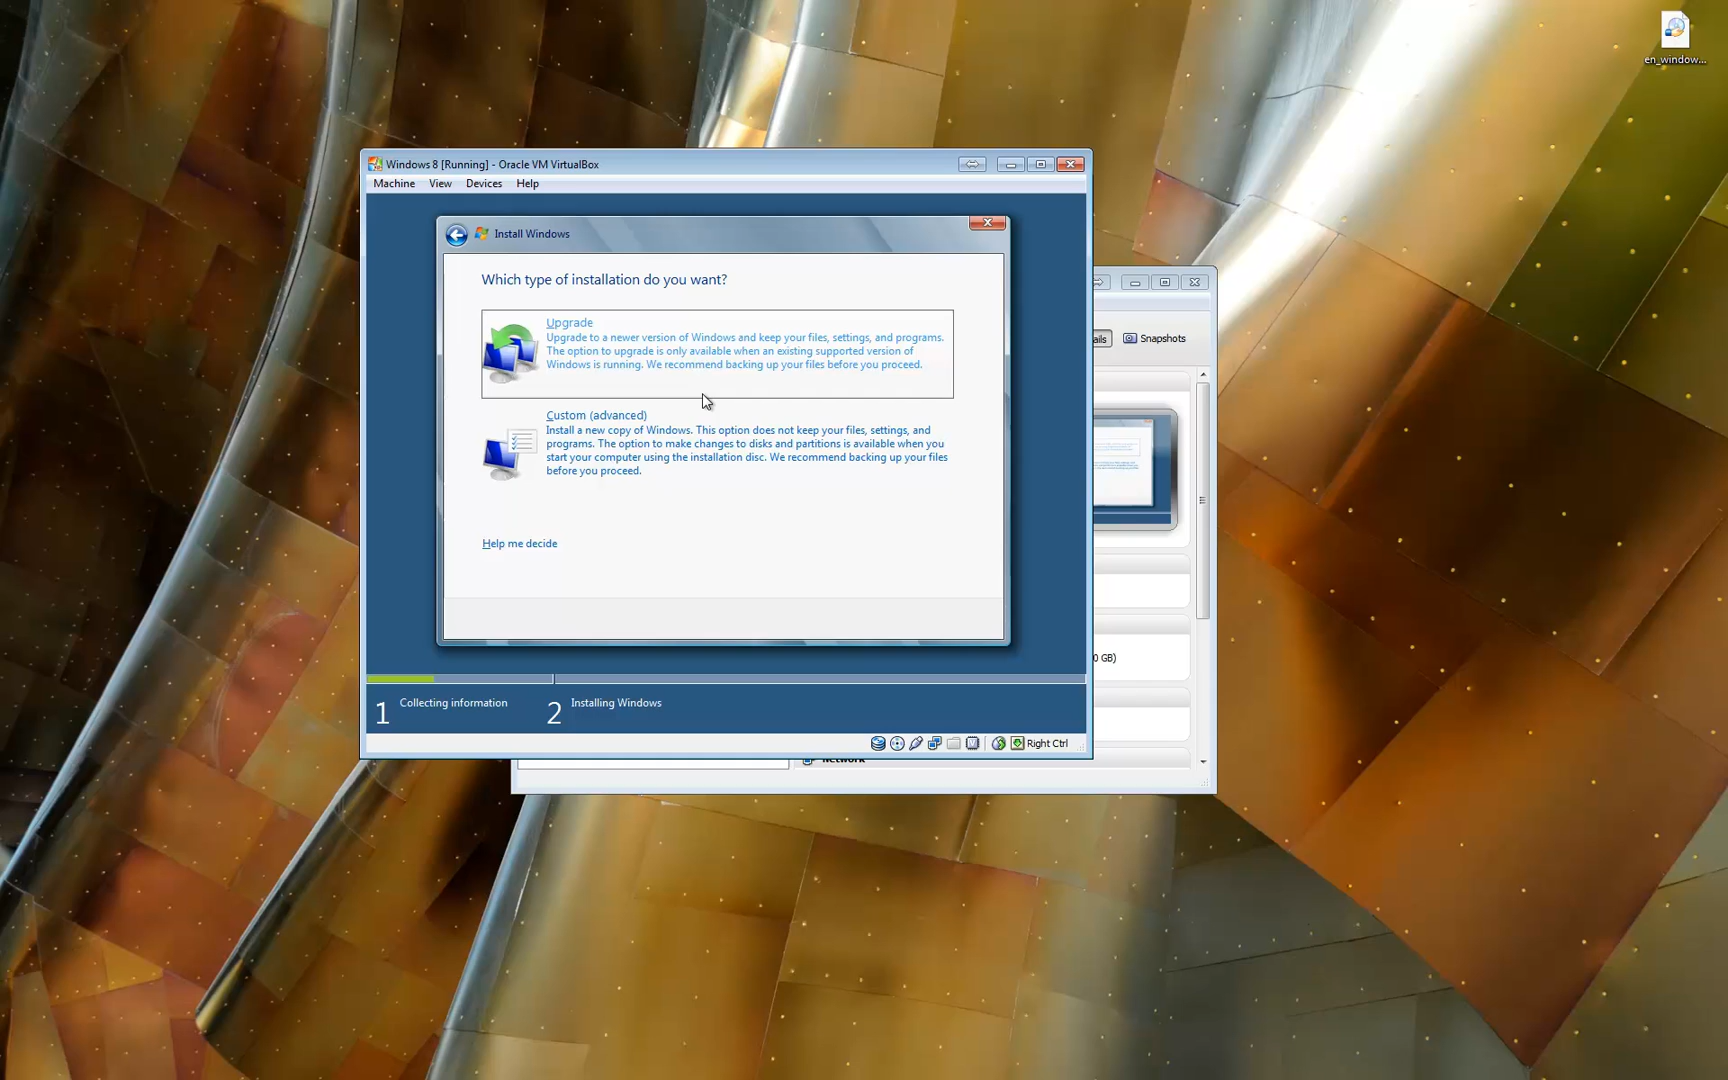 en_window...
Windows 8 [Running] - Oracle VM VirtualBox
Machine View Devices Help
Install Windows
Which type of installation do you want?
Upgrade
Upgrade to a newer version of Windows and keep your files, settings, and programs.
The option to upgrade is only available when an existing supported version of
Windows is running. We recommend backing up your files before you proceed.
Custom (advanced)
Install a new copy of Windows. This option does not keep your files, settings, and
programs. The option to make changes to disks and partitions is available when you
start your computer using the installation disc. We recommend backing up your files
before you proceed.
Help me decide
1 Collecting information 2 Installing Windows
Right Ctrl
ails Snapshots
0 GB)
Network